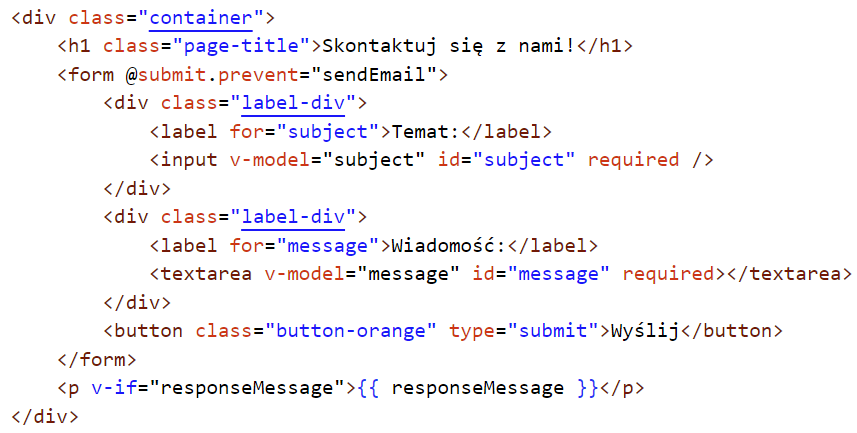 <div class="container">
    <h1 class="page-title">Skontaktuj się z nami!</h1>
    <form @submit.prevent="sendEmail">
        <div class="label-div">
            <label for="subject">Temat:</label>
            <input v-model="subject" id="subject" required />
        </div>
        <div class="label-div">
            <label for="message">Wiadomość:</label>
            <textarea v-model="message" id="message" required></textarea>
        </div>
        <button class="button-orange" type="submit">Wyślij</button>
    </form>
    <p v-if="responseMessage">{{ responseMessage }}</p>
</div>